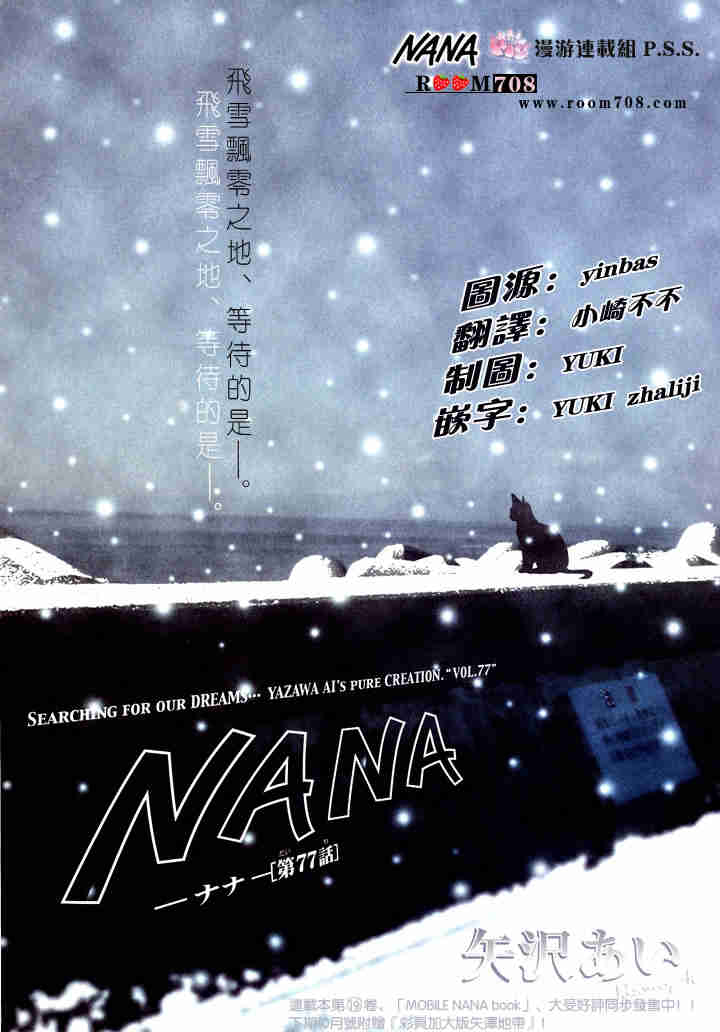 NANA 漫游連載組 P.S.S.
ROOM708
www.room708.com
飛雪飄零之地、等待的是——。
飛雪飄零之地、等待的是——。
圖源：yinbas
翻譯：小崎不不
制圖：YUKI
嵌字：YUKI zhaliji
SEARCHING FOR OUR DREAMS… YAZAWA AI'S PURE CREATION. "VOL.77"
NANA
—ナナ—[第77話]
矢沢あい
連載本第⑲卷、「MOBILE NANA book」、大受好評同步發售中！！
下期10月號附贈『彩頁加大版矢澤地帶』！